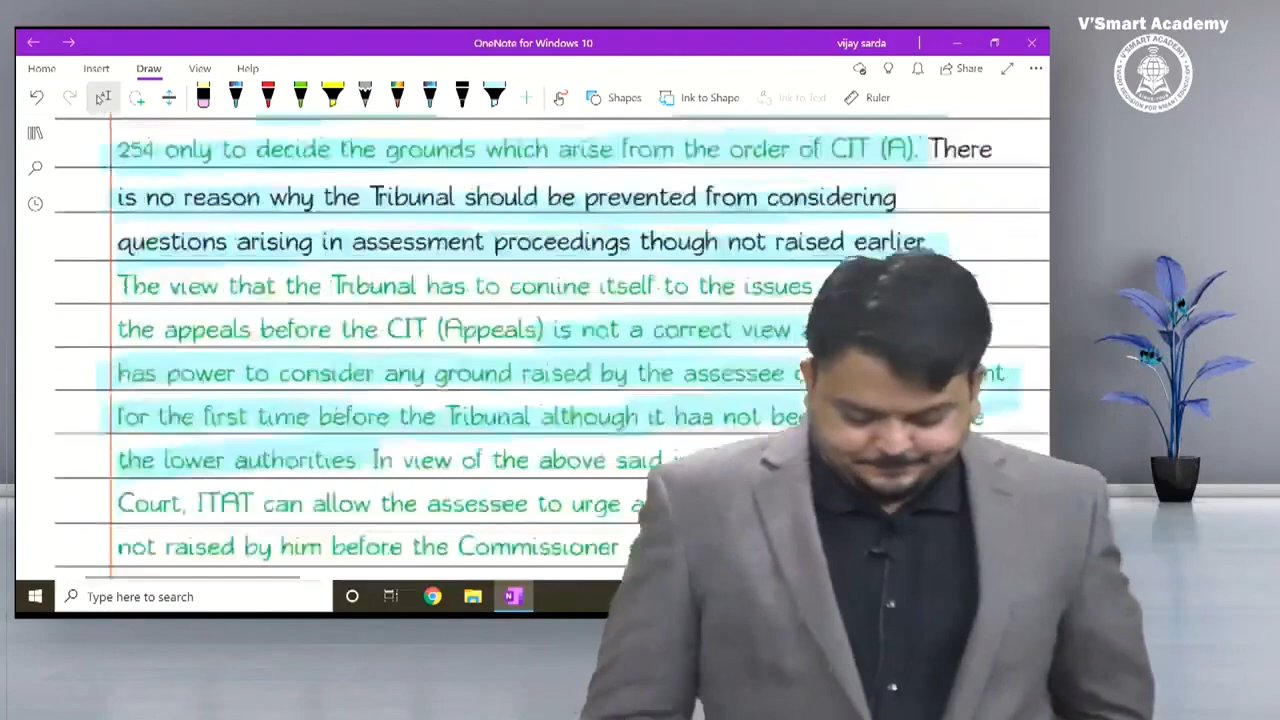 V'Smart Academy
OneNote for Windows 10
vijay sarda
Home Insert Draw View Help
Share
Shapes Ink to Shape Ink to Text Ruler
254 only to decide the grounds which arise from the order of CIT (A).' There
is no reason why the Tribunal should be prevented from considering
questions arising in assessment proceedings though not raised earlier.
The view that the Tribunal has to confine itself to the issues
the appeals before the CIT (Appeals) is not a correct view
has power to consider any ground raised by the assessee
for the first time before the Tribunal although it has not
the lower authorities. In view of the above said
Court, ITAT can allow the assessee to urge
not raised by him before the Commissioner
Type here to search